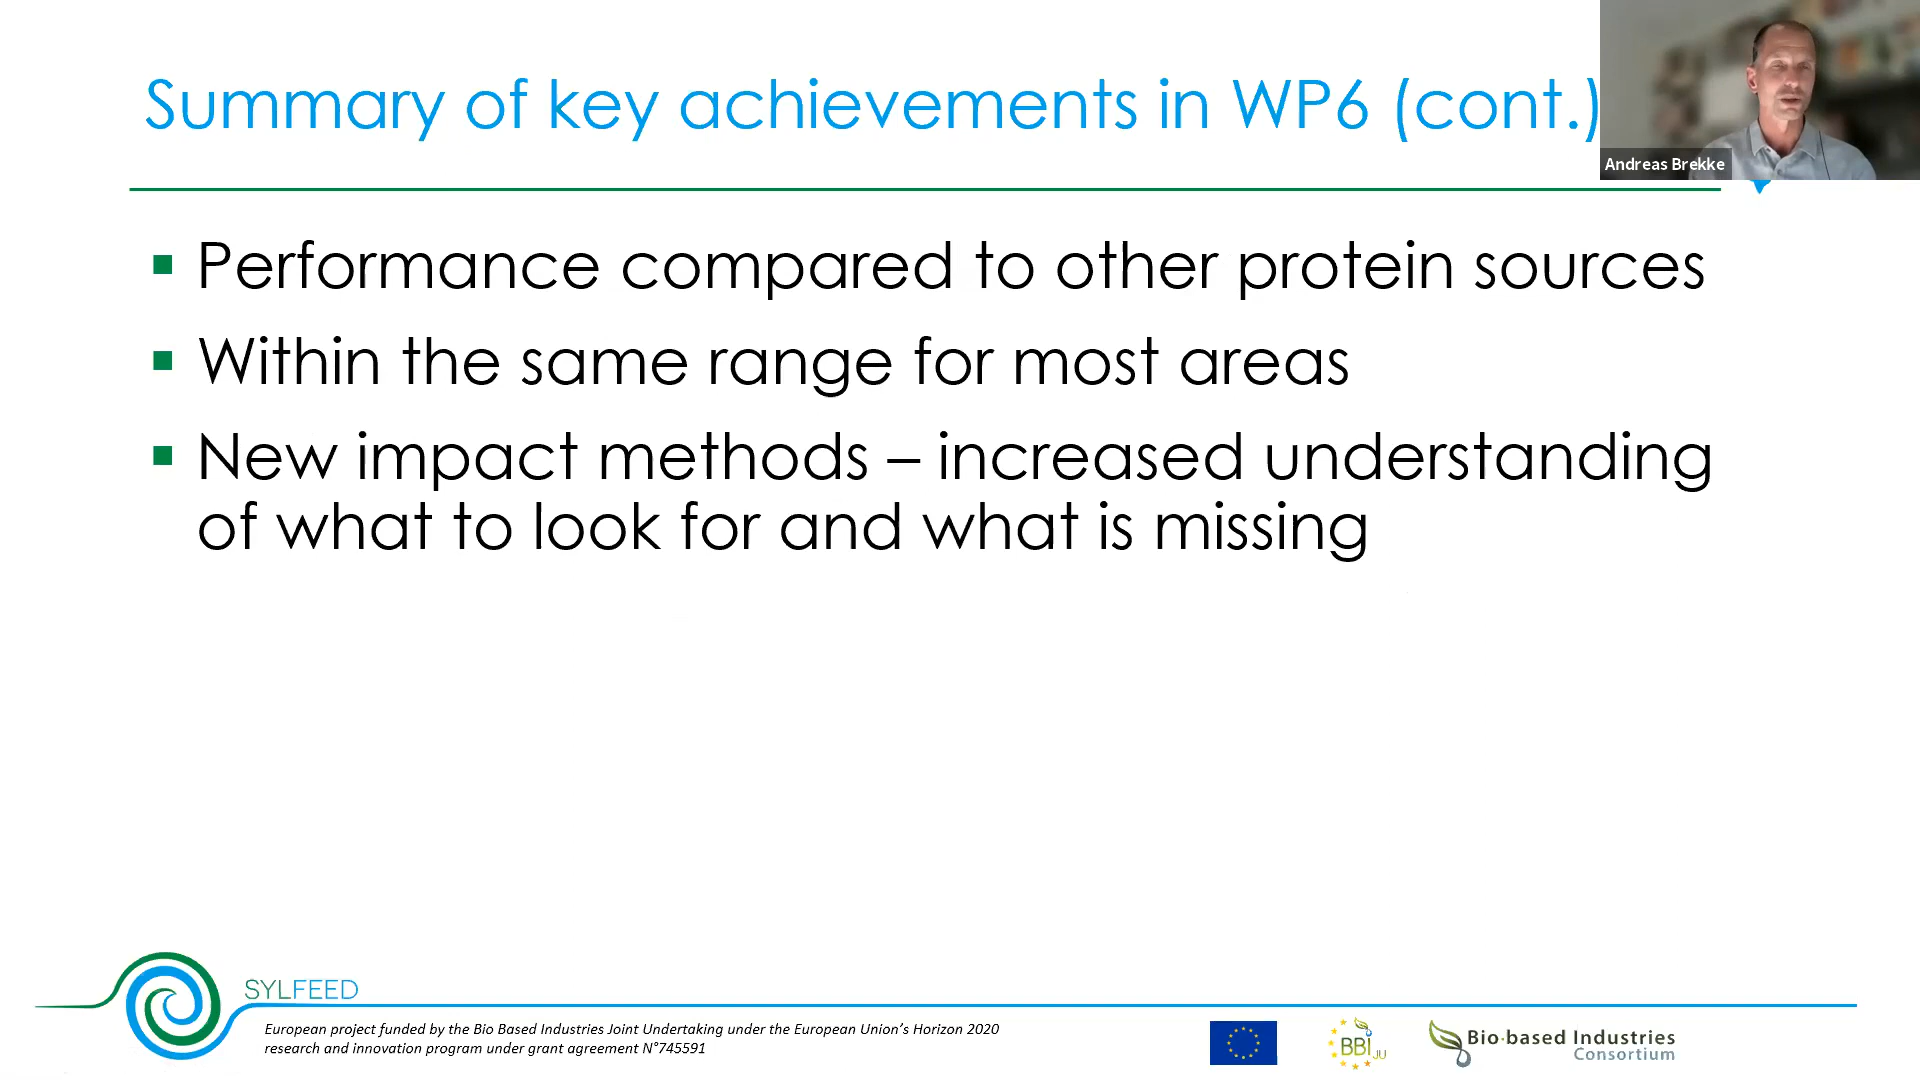 Summary of key achievements in WP6 (cont.)
Andreas Brekke
Performance compared to other protein sources
Within the same range for most areas
New impact methods – increased understanding
of what to look for and what is missing
SYLFEED
European project funded by the Bio Based Industries Joint Undertaking under the European Union's Horizon 2020
research and innovation program under grant agreement N°745591
BBI JU
Bio-based Industries
Consortium